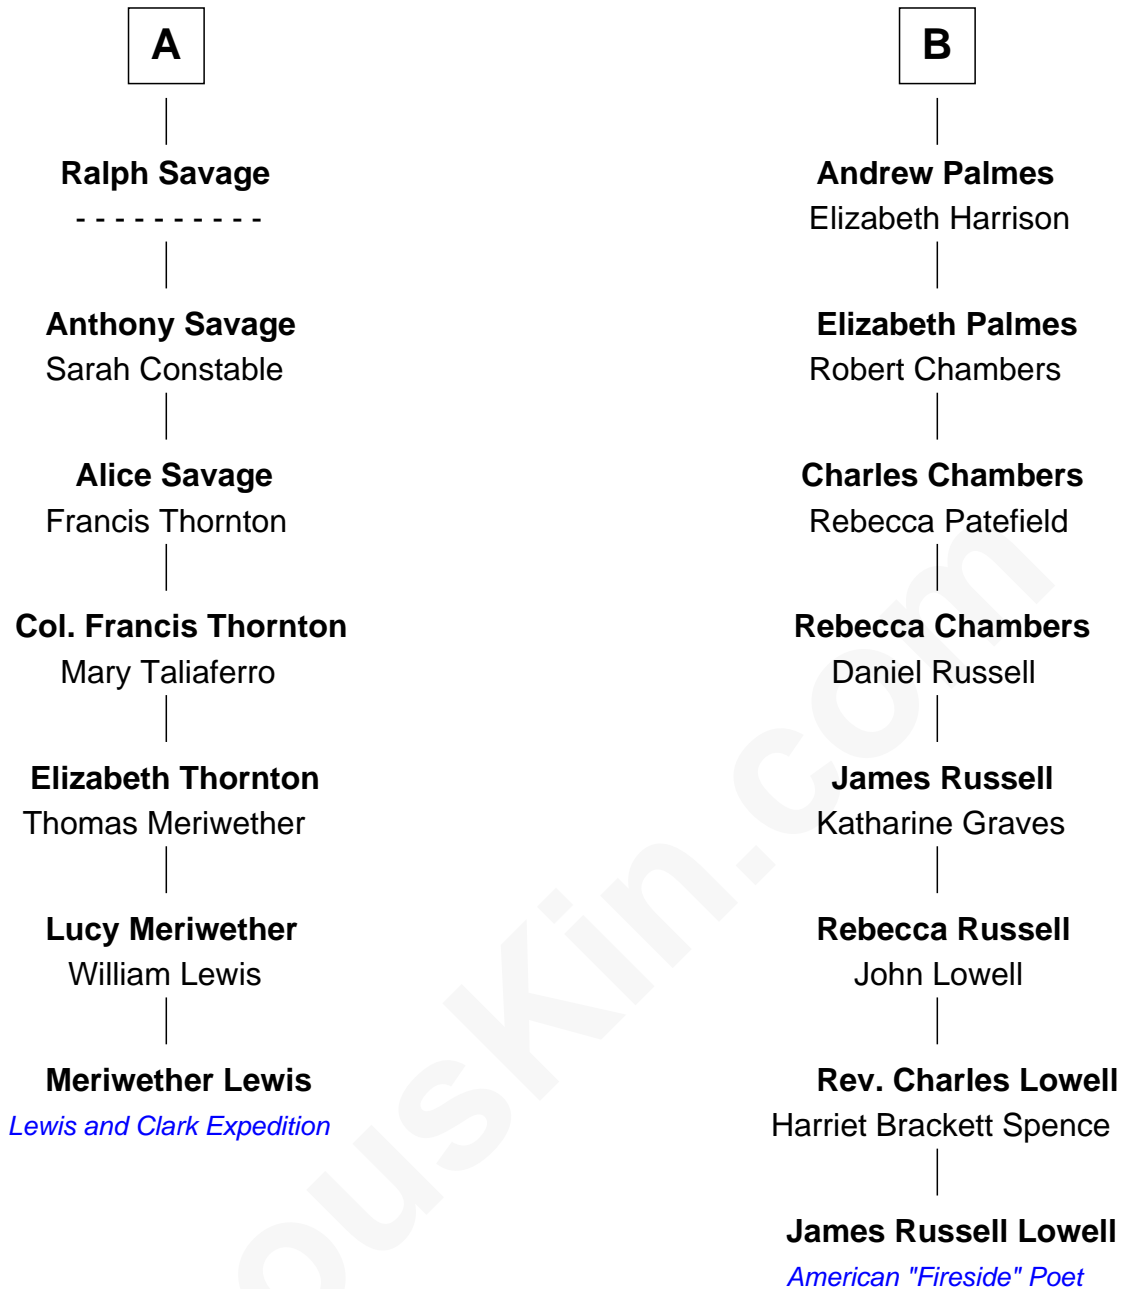 A
Ralph Savage
- - - - - - - - - -
Anthony Savage
Sarah Constable
Alice Savage
Francis Thornton
Col. Francis Thornton
Mary Taliaferro
Elizabeth Thornton
Thomas Meriwether
Lucy Meriwether
William Lewis
Meriwether Lewis
Lewis and Clark Expedition
B
Andrew Palmes
Elizabeth Harrison
Elizabeth Palmes
Robert Chambers
Charles Chambers
Rebecca Patefield
Rebecca Chambers
Daniel Russell
James Russell
Katharine Graves
Rebecca Russell
John Lowell
Rev. Charles Lowell
Harriet Brackett Spence
James Russell Lowell
American "Fireside" Poet
ousKin.com